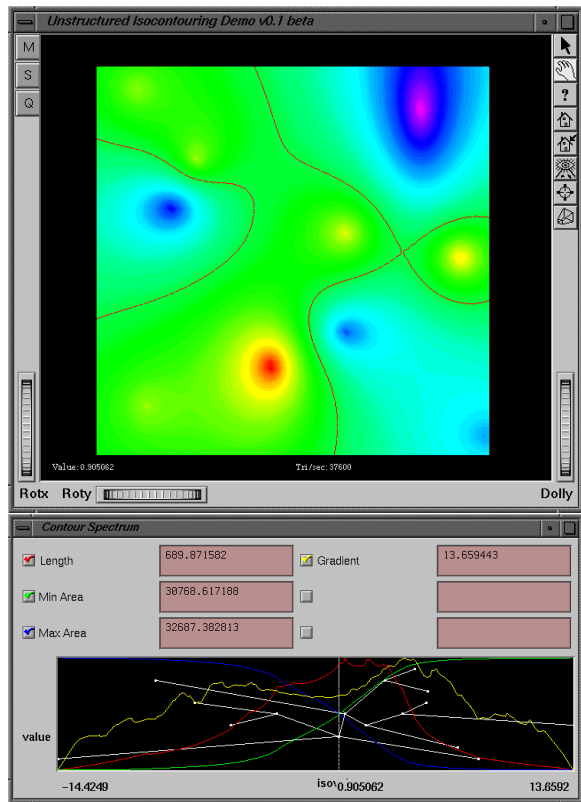 Unstructured Isocontouring Demo v0.1 beta
M
S
Q
?
Value: 0.905062 Tri/sec: 37600
Rotx Roty Dolly
Contour Spectrum
Length 689.871582 Gradient 13.659443
Min Area 30768.617188
Max Area 32687.382813
value
-14.4249 0.905062 13.6592